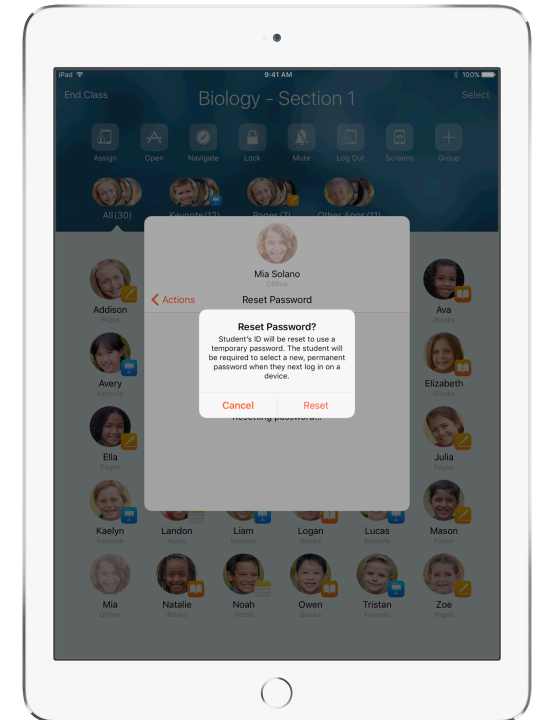 iPad 9:41 AM 100%
End Class Biology - Section 1 Select
Assign Open Navigate Lock Mute Log Out Screens Group
All (30) Keynote (12) Pages (7) Other Apps (11)
Mia Solano
Offline
Actions Reset Password
Reset Password?
Student's ID will be reset to use a
temporary password. The student will
be required to select a new, permanent
password when they next log in on a
device.
Cancel Reset
Resetting password...
Addison Ava
Pages iBooks
Avery Elizabeth
Keynote iBooks
Ella Julia
Pages Pages
Kaelyn Landon Liam Logan Lucas Mason
Keynote Notes Keynote iBooks Keynote Pages
Mia Natalie Noah Owen Tristan Zoe
Offline iBooks Notes iBooks Keynote Pages